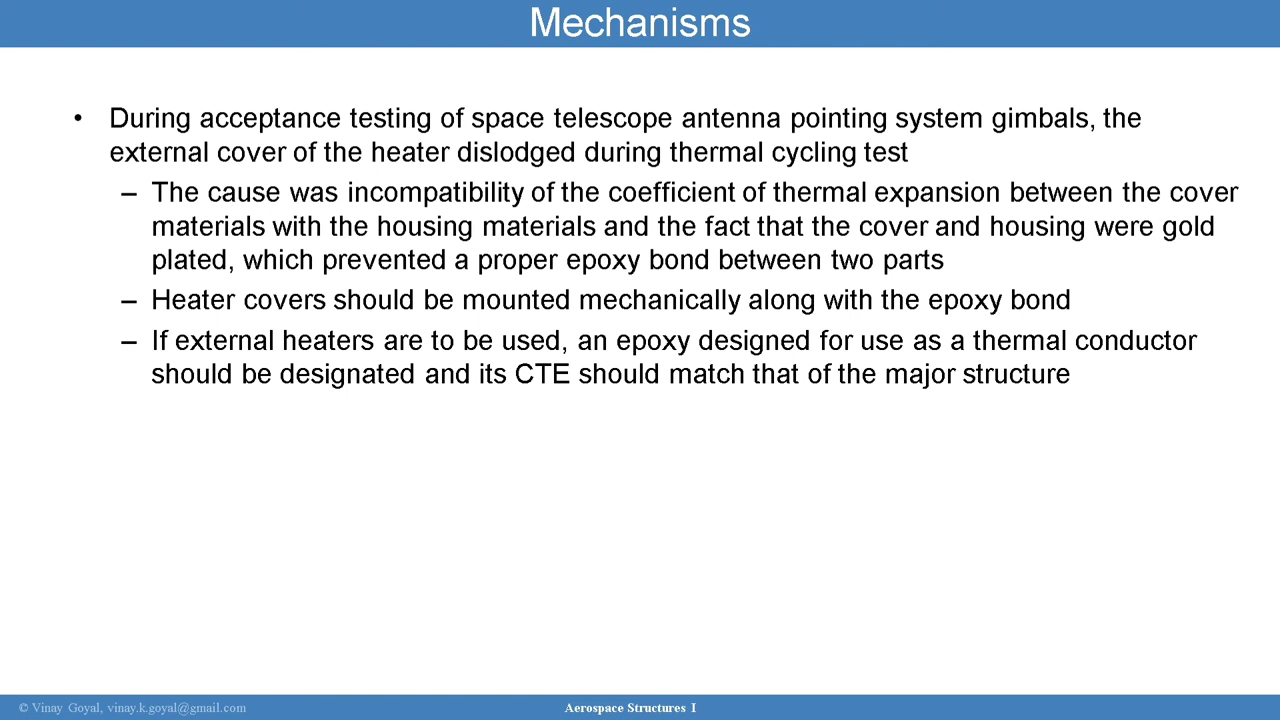 Mechanisms
• During acceptance testing of space telescope antenna pointing system gimbals, the
external cover of the heater dislodged during thermal cycling test
– The cause was incompatibility of the coefficient of thermal expansion between the cover
materials with the housing materials and the fact that the cover and housing were gold
plated, which prevented a proper epoxy bond between two parts
– Heater covers should be mounted mechanically along with the epoxy bond
– If external heaters are to be used, an epoxy designed for use as a thermal conductor
should be designated and its CTE should match that of the major structure
© Vinay Goyal, vinay.k.goyal@gmail.com
Aerospace Structures I